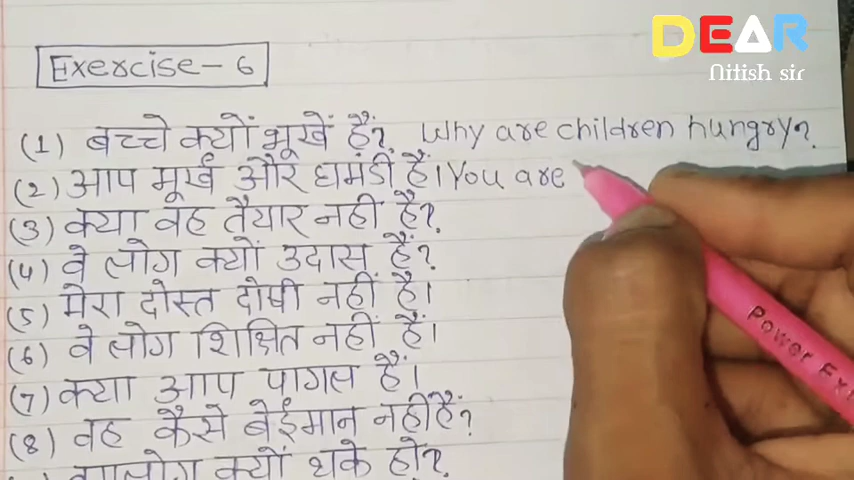 DEAR
Nitish sir
Exercise-6
(1) बच्चे क्यों भूखें हैं? Why are children hungry?
(2) आप मूर्ख और घमंडी हैं। You are
(3) क्या वह तैयार नहीं है?
(4) वे लोग क्यों उदास हैं?
(5) मेरा दोस्त दोषी नहीं है।
(6) वे लोग शिक्षित नहीं हैं।
(7) क्या आप पागल हैं।
(8) वह कैसे बेईमान नहीं हैं?
क्यों थके हो?
Power Ex